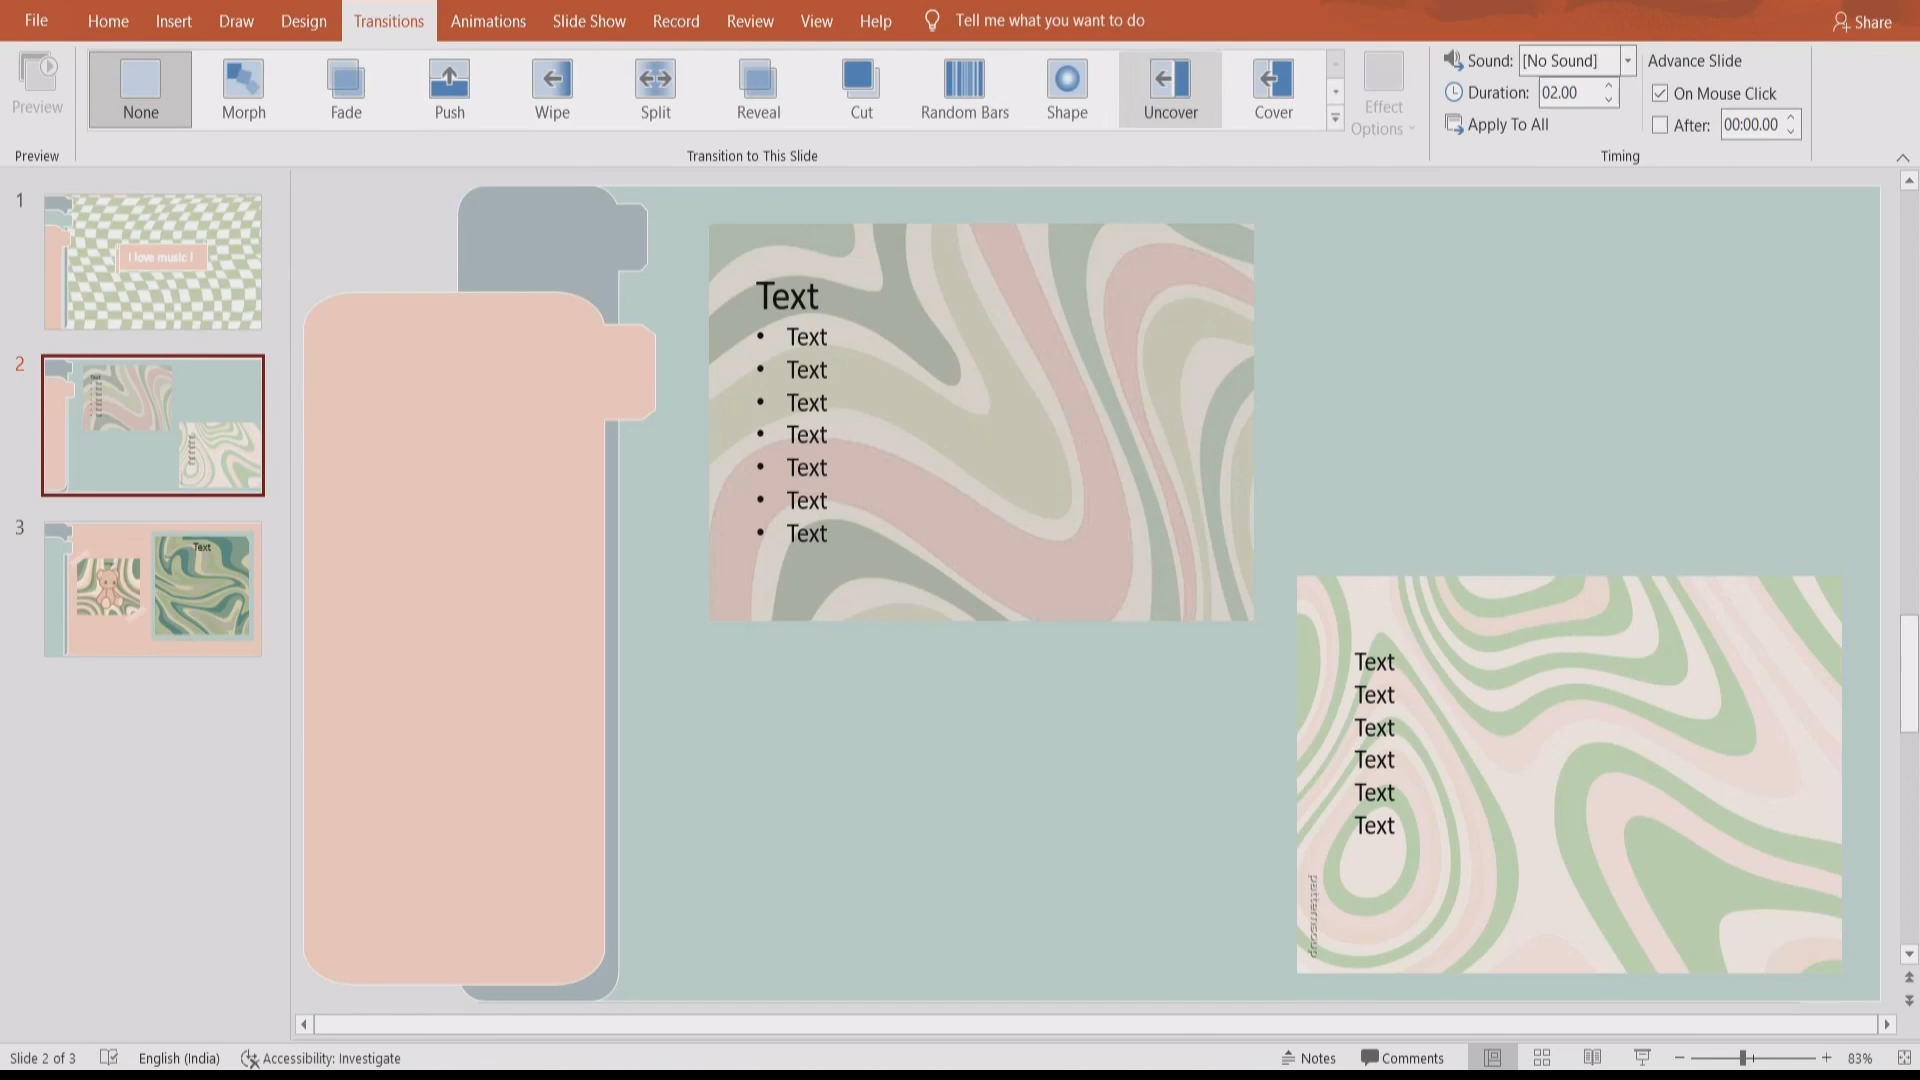 File Home Insert Draw Design Transitions Animations Slide Show Record Review View Help Tell me what you want to do Share
Preview None Morph Fade Push Wipe Split Reveal Cut Random Bars Shape Uncover Cover Effect Options
Sound: [No Sound] Advance Slide
Duration: 02.00 On Mouse Click
Apply To All After: 00:00.00
Preview Transition to This Slide Timing
1
I love music !
2
3
Text
Text
• Text
• Text
• Text
• Text
• Text
• Text
• Text
Text
Text
Text
Text
Text
Text
patternsoup
Slide 2 of 3 English (India) Accessibility: Investigate Notes Comments 83%